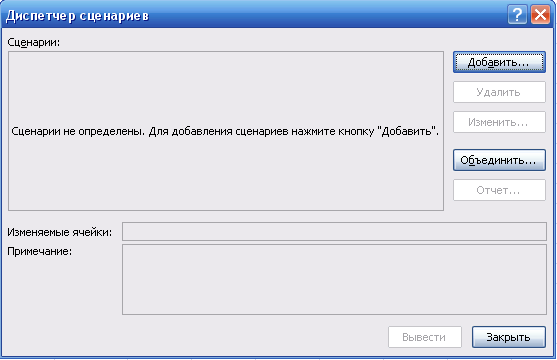 Диспетчер сценариев
Сценарии:
Сценарии не определены. Для добавления сценариев нажмите кнопку "Добавить".
Добавить...
Удалить
Изменить...
Объединить...
Отчет...
Изменяемые ячейки:
Примечание:
Вывести
Закрыть